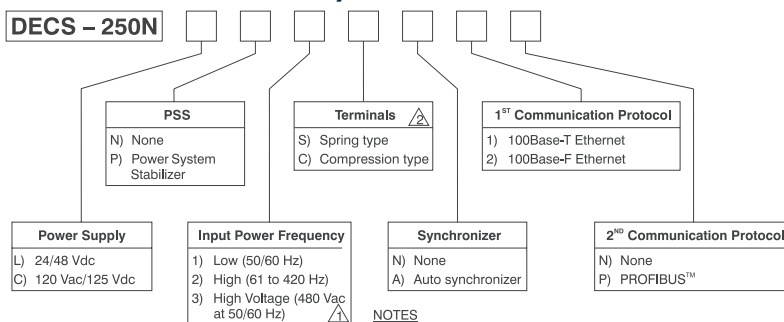 DECS – 250N
PSS
N) None
P) Power System
Stabilizer
Terminals 2
S) Spring type
C) Compression type
1ST Communication Protocol
1) 100Base-T Ethernet
2) 100Base-F Ethernet
Power Supply
L) 24/48 Vdc
C) 120 Vac/125 Vdc
Input Power Frequency
1) Low (50/60 Hz)
2) High (61 to 420 Hz)
3) High Voltage (480 Vac
at 50/60 Hz) 1
Synchronizer
N) None
A) Auto synchronizer
2ND Communication Protocol
N) None
P) PROFIBUS™
NOTES